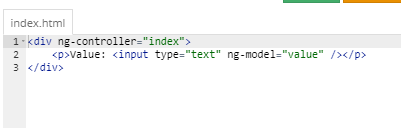 index.html
1 <div ng-controller="index">
2 <p>Value: <input type="text" ng-model="value" /></p>
3 </div>